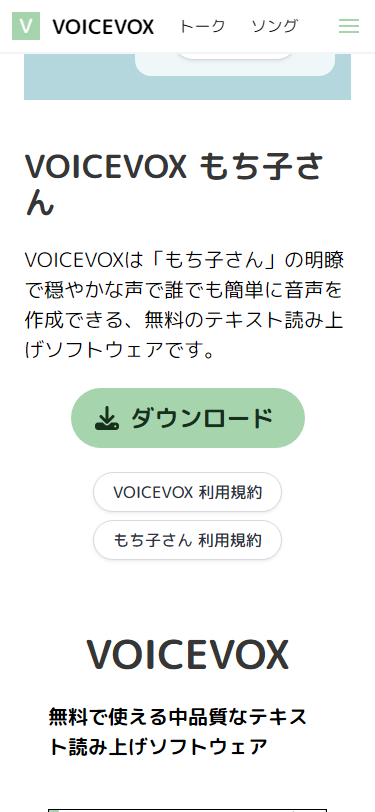 V VOICEVOX トーク ソング
VOICEVOX もち子さ
ん
VOICEVOXは「もち子さん」の明瞭
で穏やかな声で誰でも簡単に音声を
作成できる、無料のテキスト読み上
げソフトウェアです。
ダウンロード
VOICEVOX 利用規約
もち子さん 利用規約
VOICEVOX
無料で使える中品質なテキス
ト読み上げソフトウェア